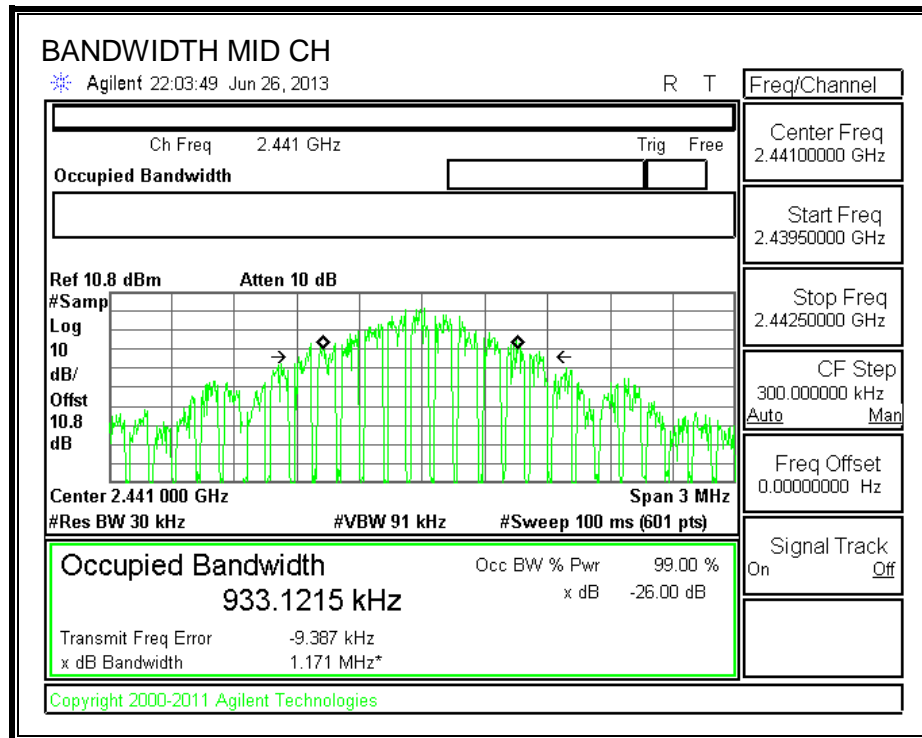 BANDWIDTH MID CH
Agilent 22:03:49 Jun 26, 2013 R T
Freq/Channel
Ch Freq 2.441 GHz Trig Free
Occupied Bandwidth
Center Freq
2.44100000 GHz
Start Freq
2.43950000 GHz
Stop Freq
2.44250000 GHz
CF Step
300.000000 kHz
Auto Man
Freq Offset
0.00000000 Hz
Signal Track
On Off
Ref 10.8 dBm Atten 10 dB
#Samp
Log
10
dB/
Offst
10.8
dB
Center 2.441 000 GHz Span 3 MHz
#Res BW 30 kHz #VBW 91 kHz #Sweep 100 ms (601 pts)
Occupied Bandwidth Occ BW % Pwr 99.00 %
933.1215 kHz x dB -26.00 dB
Transmit Freq Error -9.387 kHz
x dB Bandwidth 1.171 MHz*
Copyright 2000-2011 Agilent Technologies